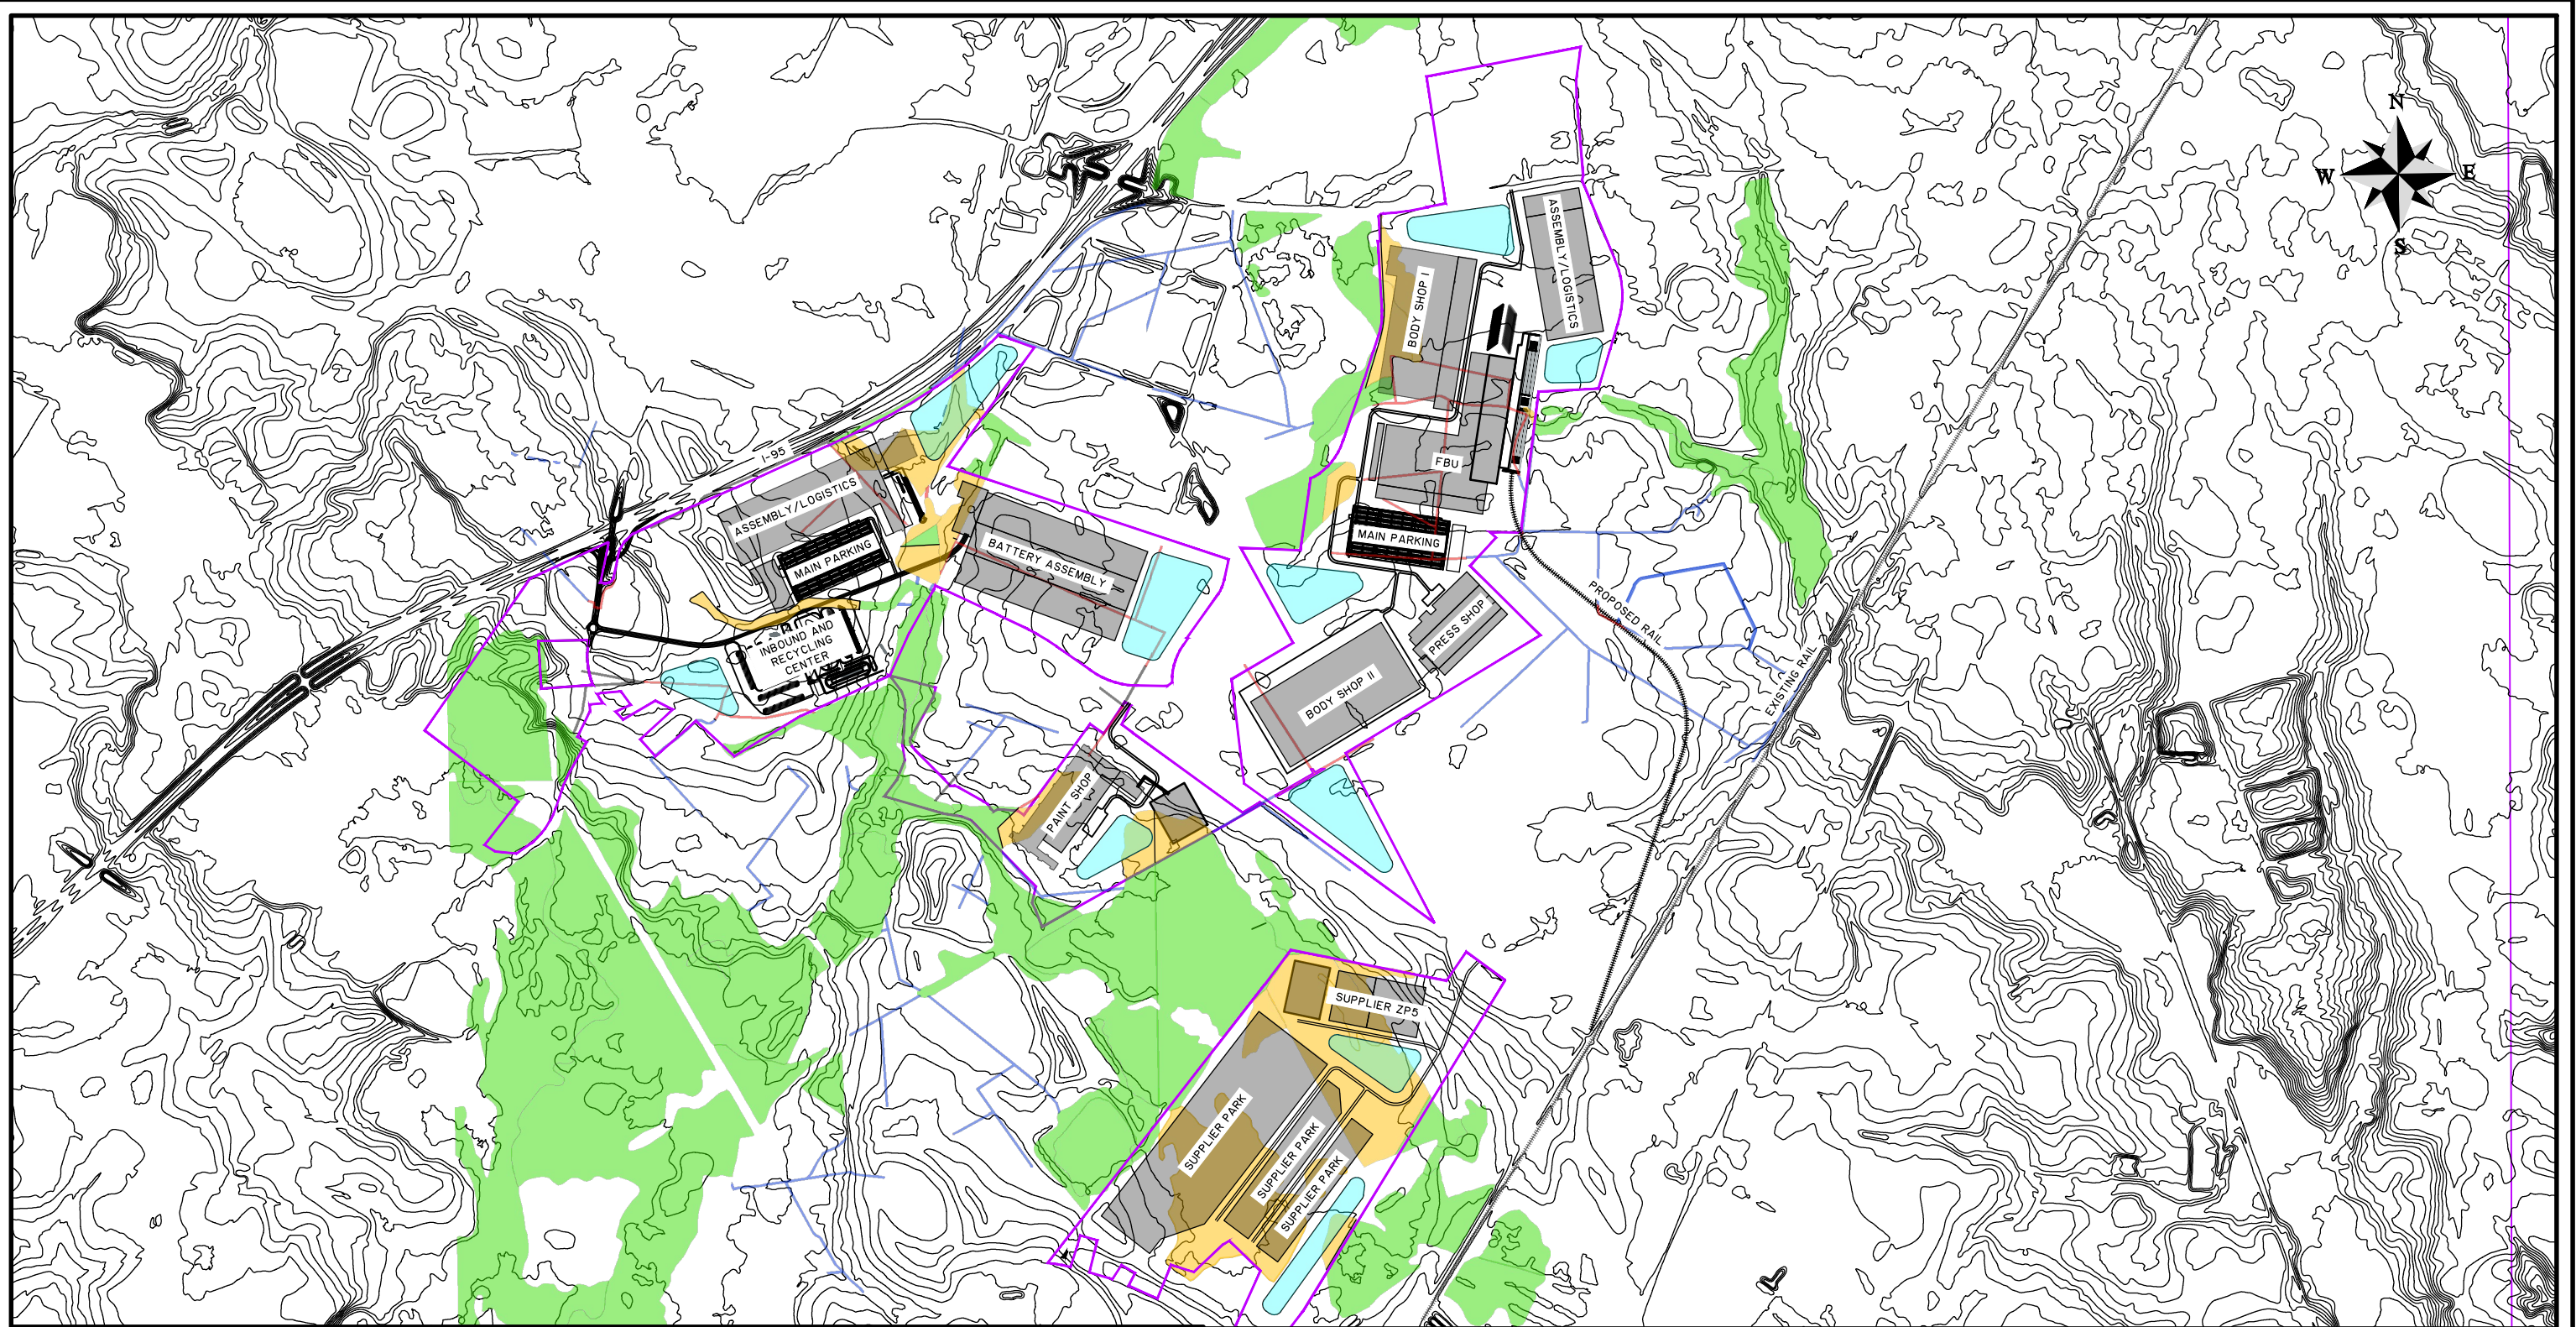 N
W
E
S
ASSEMBLY/LOGISTICS
BODY SHOP I
I-95
FBU
ASSEMBLY/LOGISTICS
MAIN PARKING
MAIN PARKING
BATTERY ASSEMBLY
PROPOSED RAIL
PRESS SHOP
INBOUND AND
RECYCLING
CENTER
EXISTING RAIL
BODY SHOP II
PAINT SHOP
SUPPLIER ZP5
SUPPLIER PARK
SUPPLIER PARK
SUPPLIER PARK